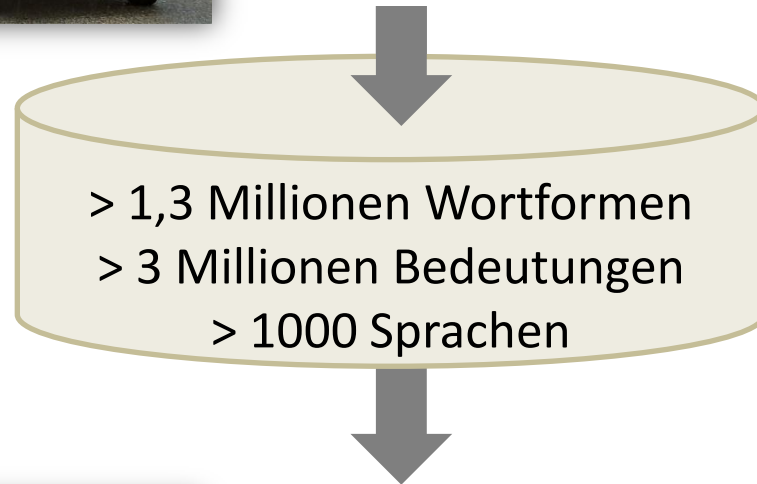 > 1,3 Millionen Wortformen
> 3 Millionen Bedeutungen
> 1000 Sprachen